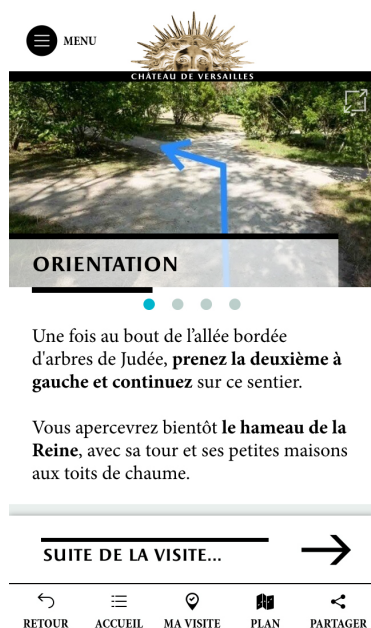 MENU
CHÂTEAU DE VERSAILLES
ORIENTATION
Une fois au bout de l’allée bordée
d'arbres de Judée, prenez la deuxième à
gauche et continuez sur ce sentier.
Vous apercevrez bientôt le hameau de la
Reine, avec sa tour et ses petites maisons
aux toits de chaume.
SUITE DE LA VISITE...
RETOUR ACCUEIL MA VISITE PLAN PARTAGER